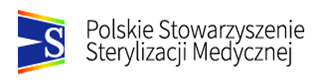 S
Polskie Stowarzyszenie
Sterylizacji Medycznej